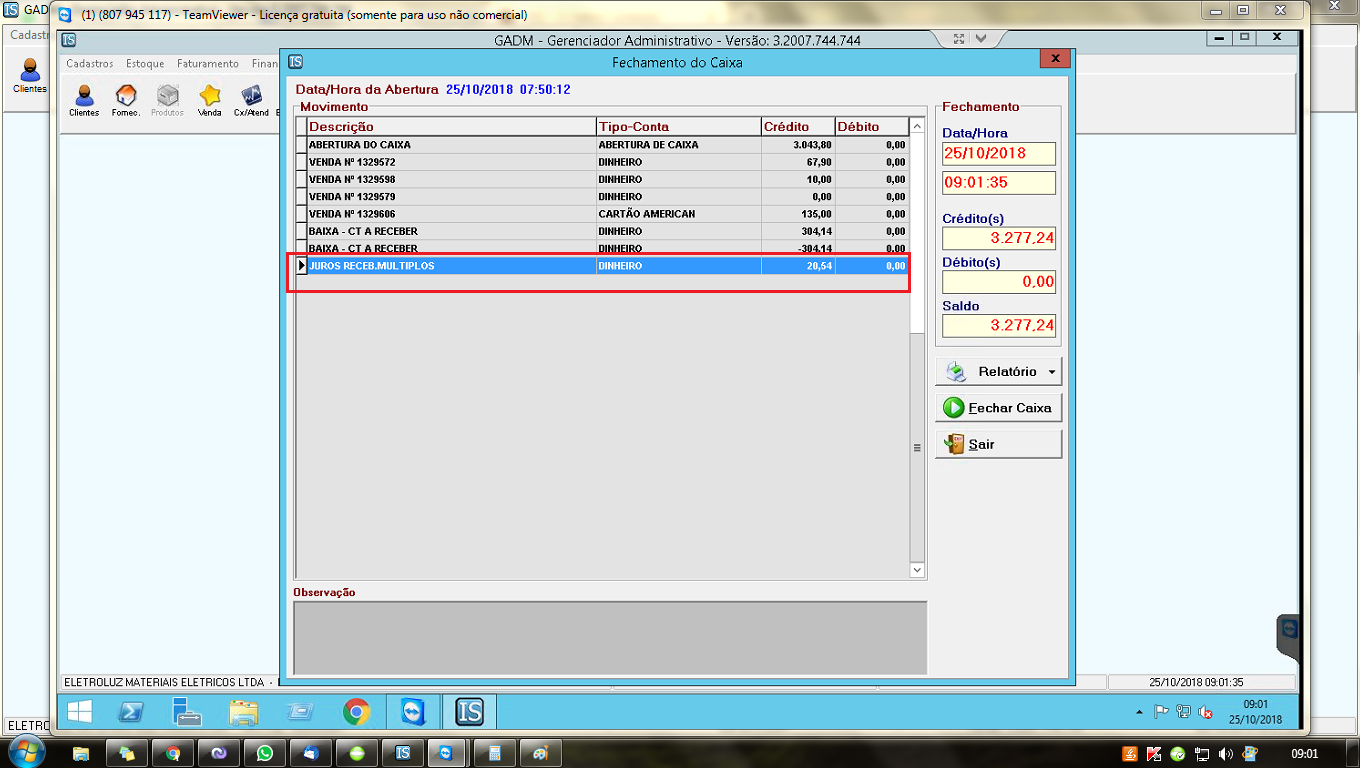 GADM
(1) (807 945 117) - TeamViewer - Licença gratuita (somente para uso não comercial)
Cadastr
GADM - Gerenciador Administrativo - Versão: 3.2007.744.744
Clientes
Cadastros Estoque Faturamento Finan
Clientes Fornec. Produtos Venda Cx/Atend
Fechamento do Caixa
Data/Hora da Abertura 25/10/2018 07:50:12
Movimento
Descrição Tipo-Conta Crédito Débito
ABERTURA DO CAIXA ABERTURA DE CAIXA 3.043,80 0,00
VENDA Nº 1329572 DINHEIRO 67,90 0,00
VENDA Nº 1329598 DINHEIRO 10,00 0,00
VENDA Nº 1329579 DINHEIRO 0,00 0,00
VENDA Nº 1329606 CARTÃO AMERICAN 135,00 0,00
BAIXA - CT A RECEBER DINHEIRO 304,14 0,00
BAIXA - CT A RECEBER DINHEIRO -304,14 0,00
JUROS RECEB.MULTIPLOS DINHEIRO 20,54 0,00
Fechamento
Data/Hora
25/10/2018
09:01:35
Crédito(s)
3.277,24
Débito(s)
0,00
Saldo
3.277,24
Relatório
Fechar Caixa
Sair
Observação
ELETROLUZ MATERIAIS ELETRICOS LTDA -
25/10/2018 09:01:35
IS
09:01
25/10/2018
ELETRO
09:01